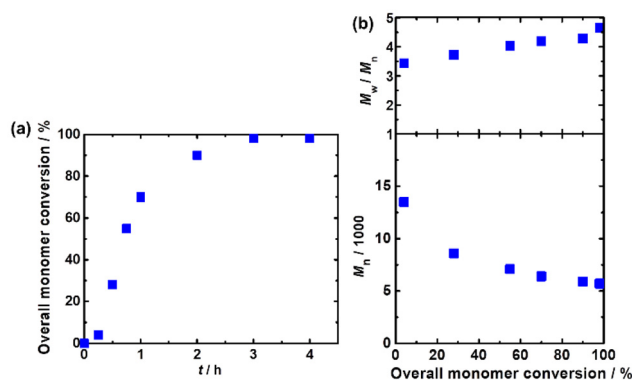 (a)
Overall monomer conversion / %
100
80
60
40
20
0
0 1 2 3 4
t / h
(b)
Mw / Mn
5
4
3
2
1
Mn / 1000
15
10
5
0
0 20 40 60 80 100
Overall monomer conversion / %